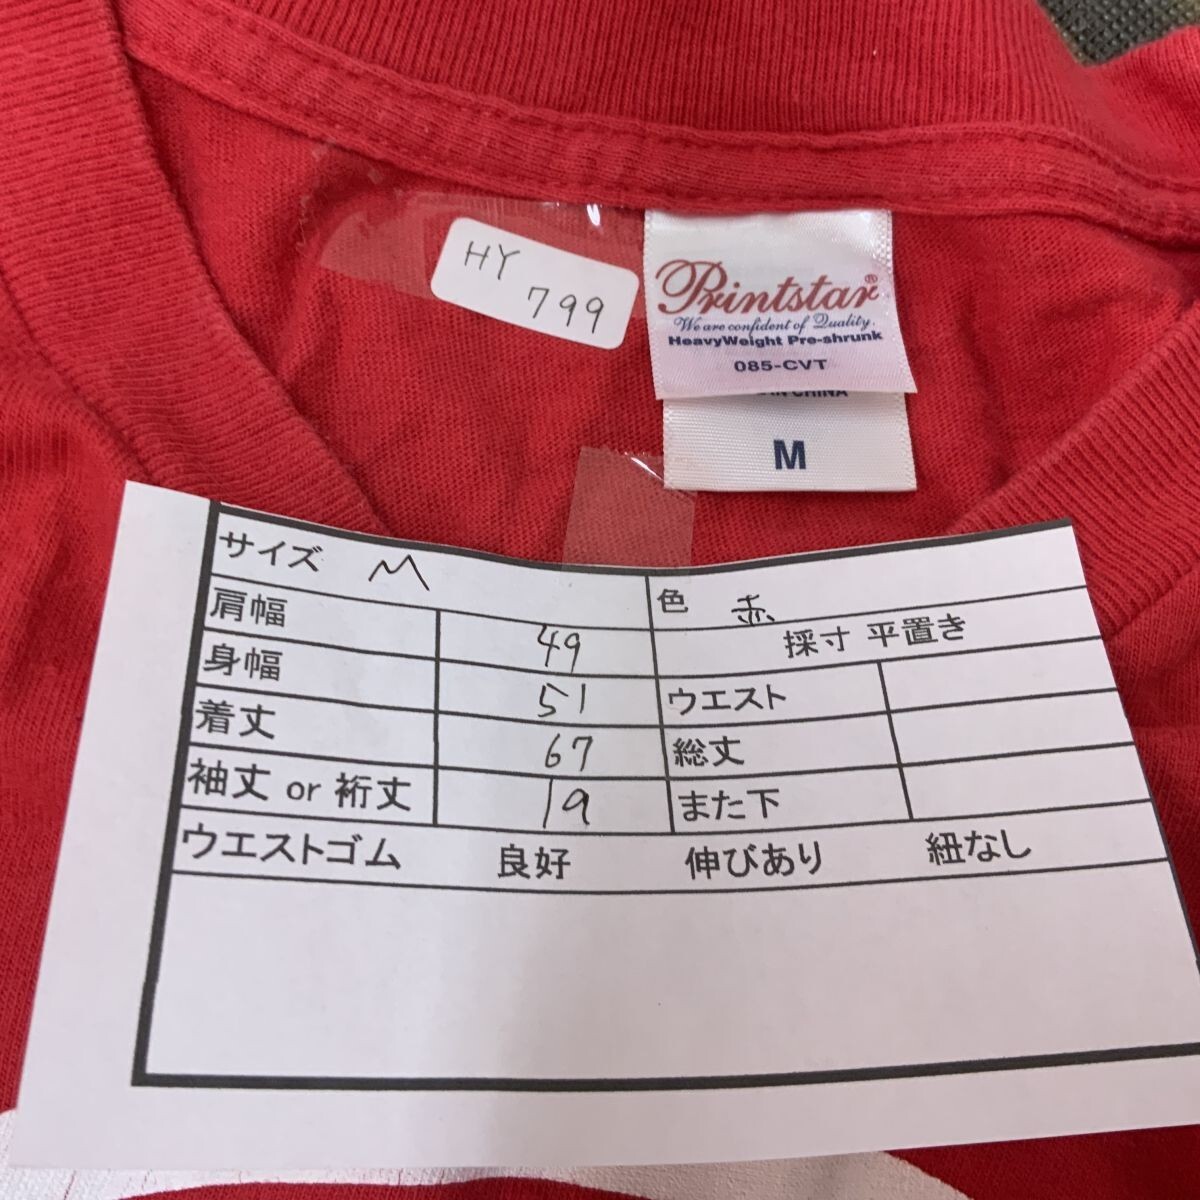 HY
799
Printstar®
We are confident of Quality.
HeavyWeight Pre-shrunk
085-CVT
CHINA
M
サイズ M
色 赤
肩幅 49
採寸 平置き
身幅 51
ウエスト
着丈 67
総丈
袖丈 or 裄丈 19
また下
ウエストゴム 良好 伸びあり 紐なし